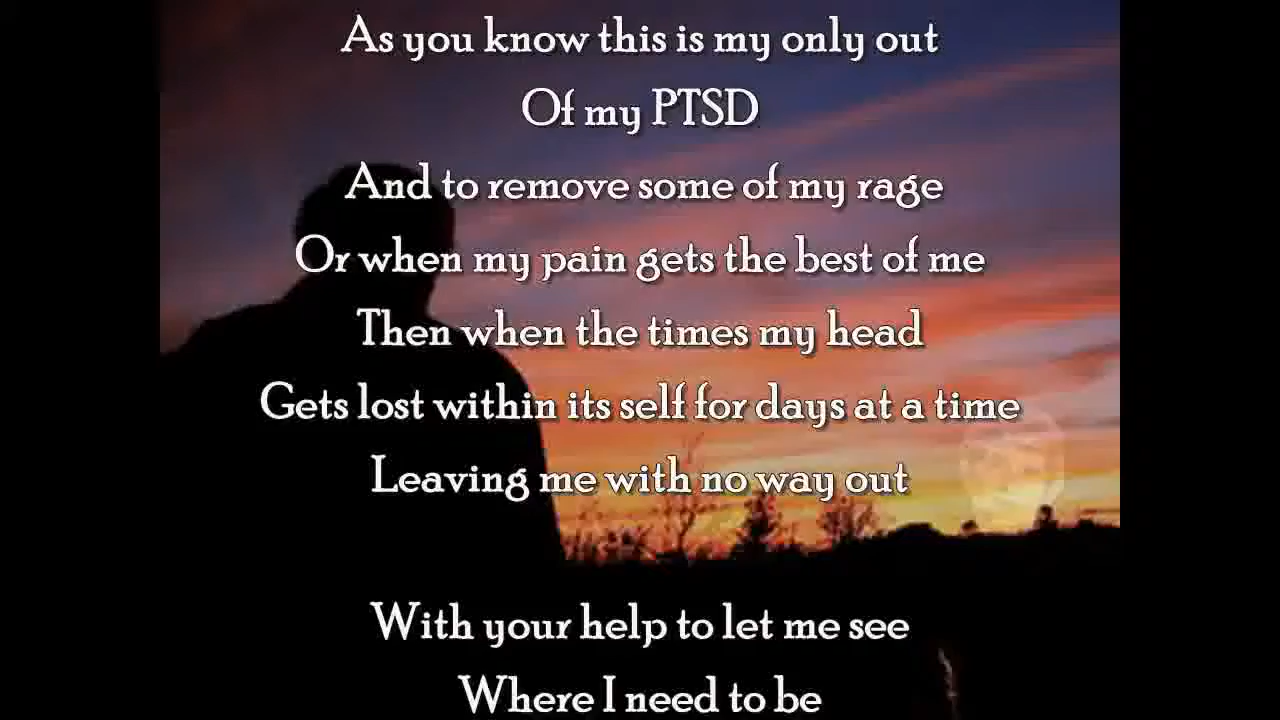 As you know this is my only out
Of my PTSD
And to remove some of my rage
Or when my pain gets the best of me
Then when the times my head
Gets lost within its self for days at a time
Leaving me with no way out
With your help to let me see
Where I need to be